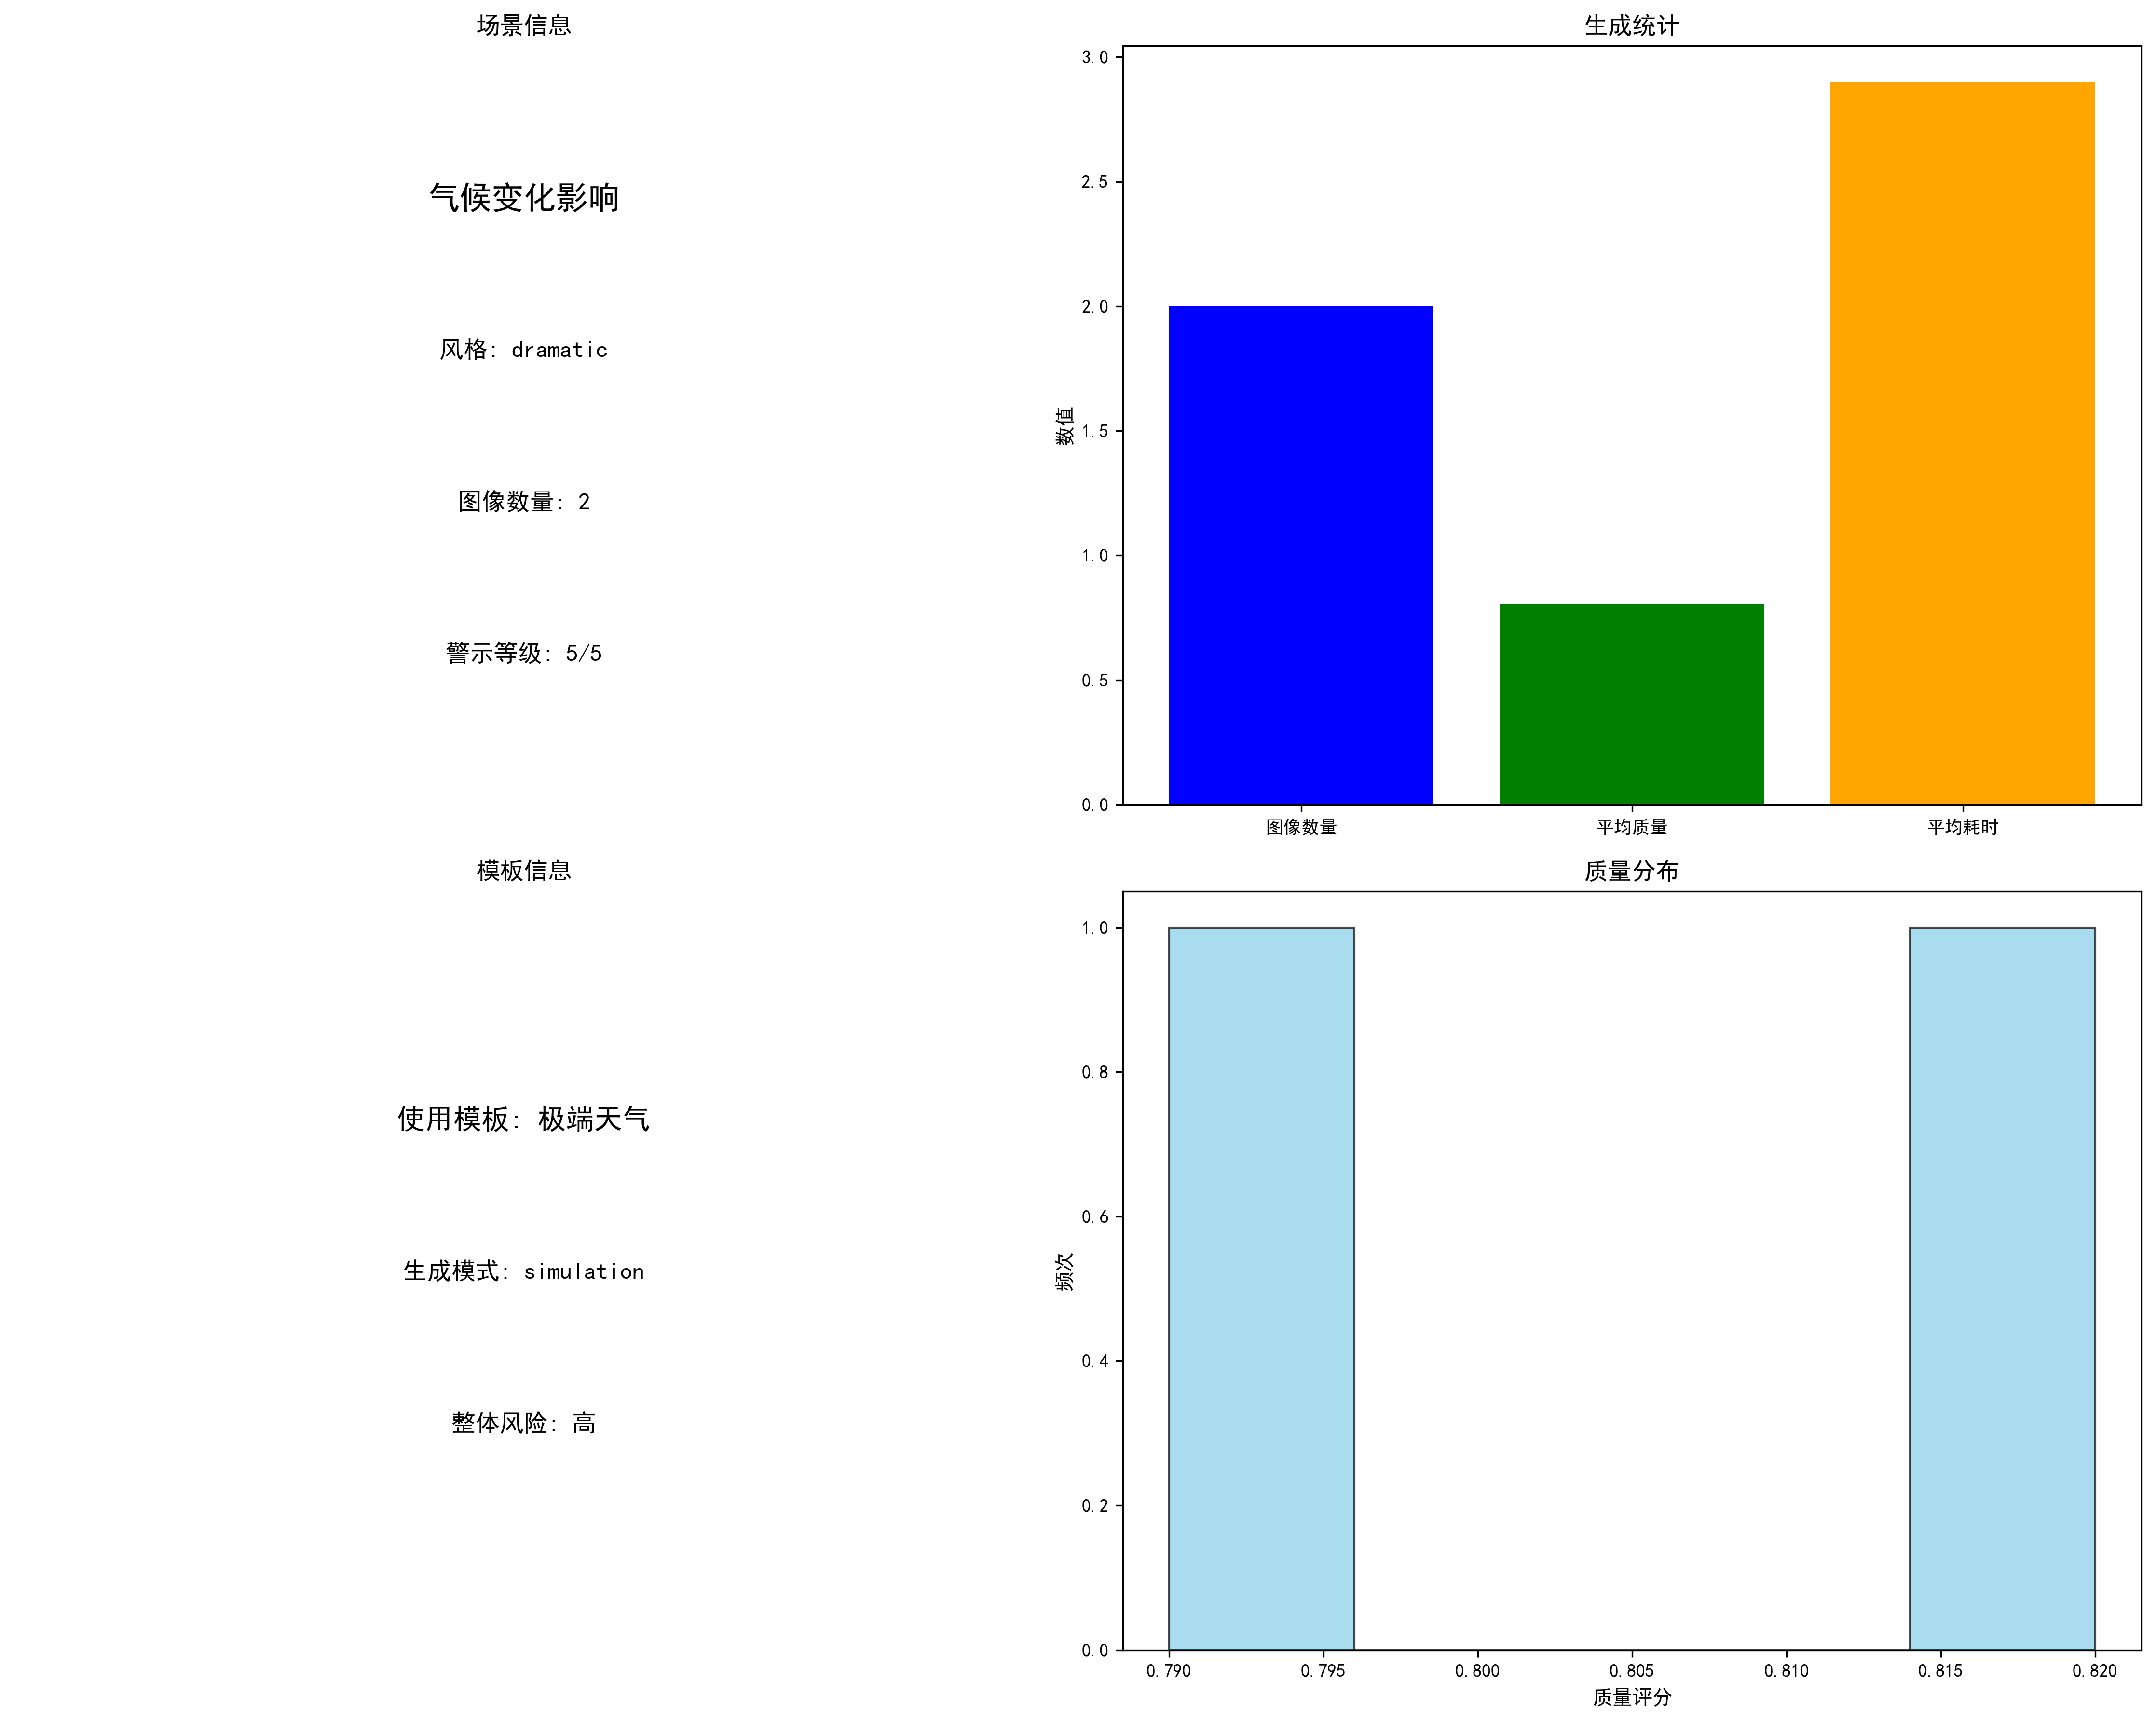 场景信息
气候变化影响
风格: dramatic
图像数量: 2
警示等级: 5/5
生成统计
3.0
2.5
2.0
1.5
1.0
0.5
0.0
数值
图像数量 平均质量 平均耗时
模板信息
使用模板: 极端天气
生成模式: simulation
整体风险: 高
质量分布
1.0
0.8
0.6
0.4
0.2
0.0
频次
0.790 0.795 0.800 0.805 0.810 0.815 0.820
质量评分